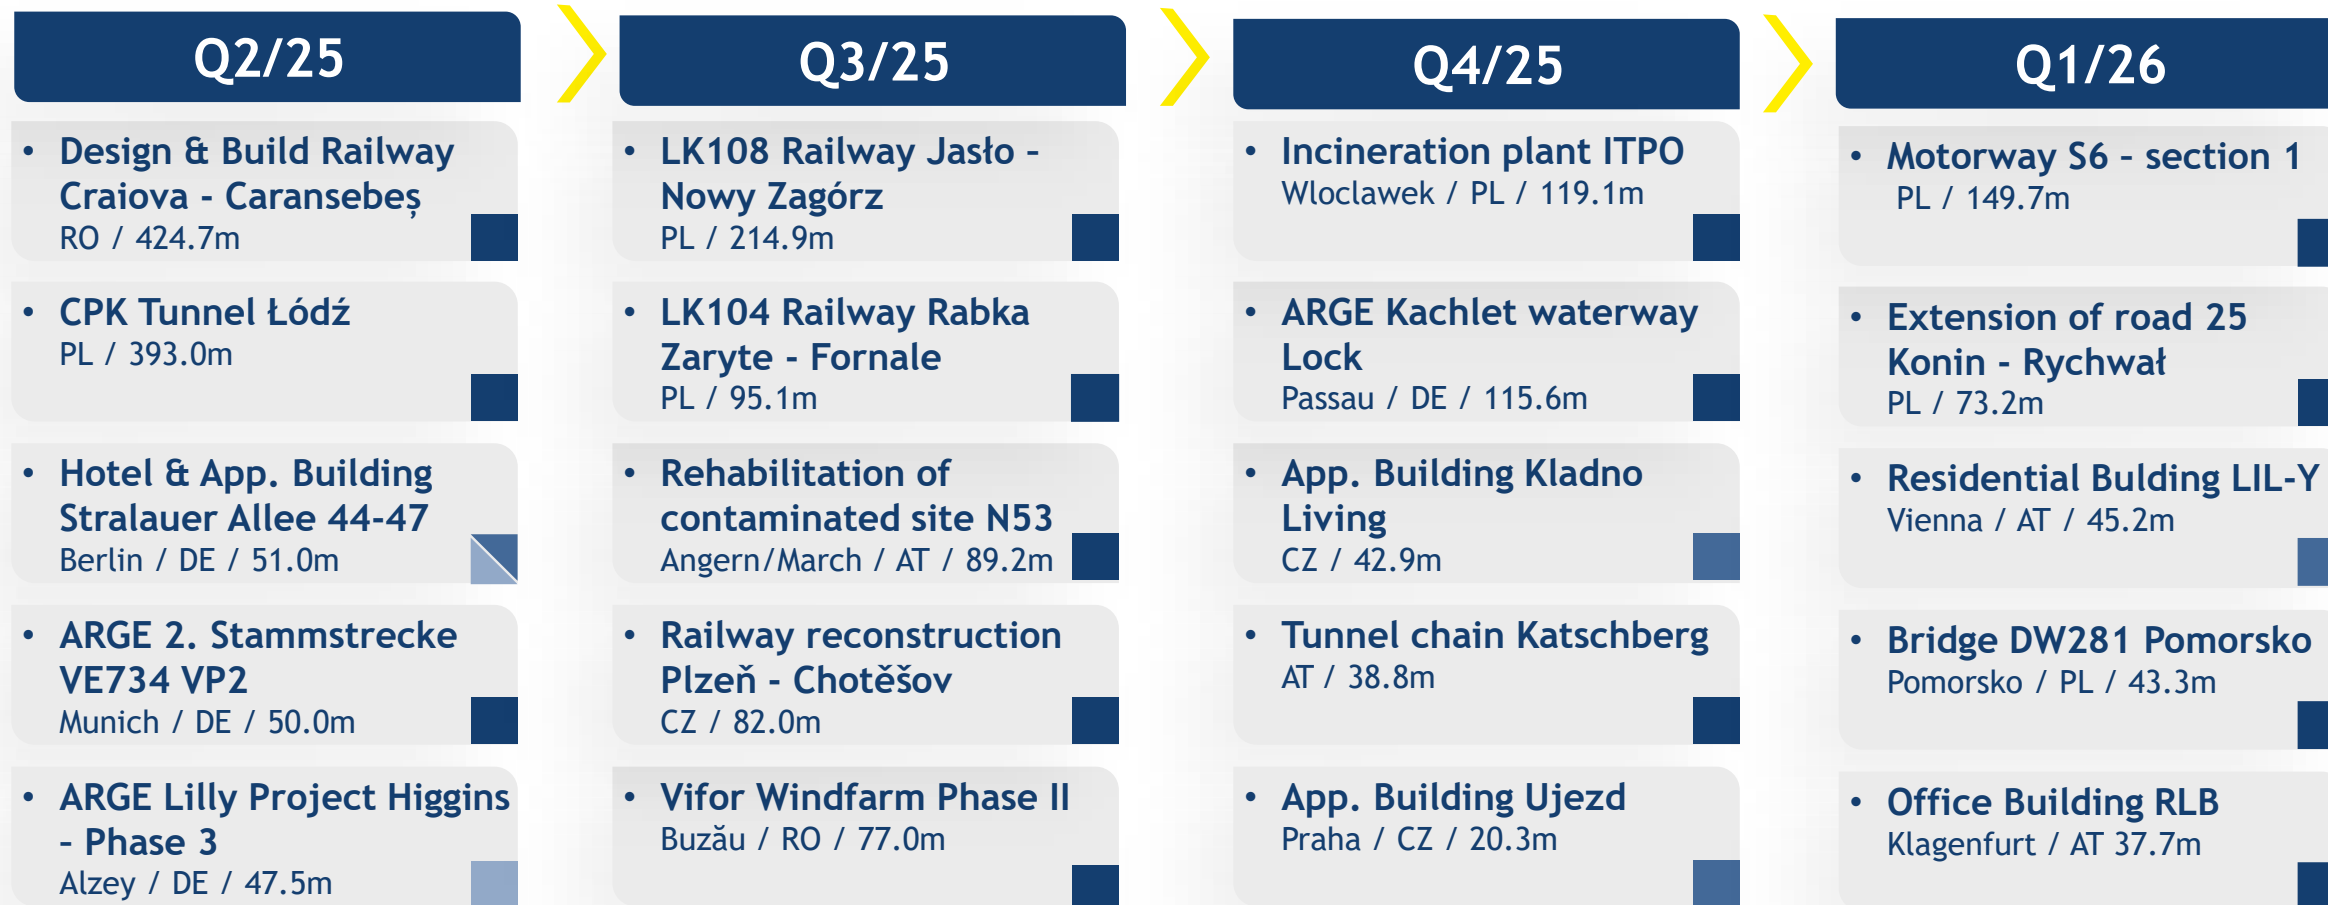 Q2/25
• Design & Build Railway
Craiova - Caransebeș
RO / 424.7m
• CPK Tunnel Łódź
PL / 393.0m
• Hotel & App. Building
Stralauer Allee 44-47
Berlin / DE / 51.0m
• ARGE 2. Stammstrecke
VE734 VP2
Munich / DE / 50.0m
• ARGE Lilly Project Higgins
– Phase 3
Alzey / DE / 47.5m
Q3/25
• LK108 Railway Jasło –
Nowy Zagórz
PL / 214.9m
• LK104 Railway Rabka
Zaryte - Fornale
PL / 95.1m
• Rehabilitation of
contaminated site N53
Angern/March / AT / 89.2m
• Railway reconstruction
Plzeň - Chotěšov
CZ / 82.0m
• Vifor Windfarm Phase II
Buzău / RO / 77.0m
Q4/25
• Incineration plant ITPO
Wloclawek / PL / 119.1m
• ARGE Kachlet waterway
Lock
Passau / DE / 115.6m
• App. Building Kladno
Living
CZ / 42.9m
• Tunnel chain Katschberg
AT / 38.8m
• App. Building Ujezd
Praha / CZ / 20.3m
Q1/26
• Motorway S6 – section 1
PL / 149.7m
• Extension of road 25
Konin - Rychwał
PL / 73.2m
• Residential Bulding LIL-Y
Vienna / AT / 45.2m
• Bridge DW281 Pomorsko
Pomorsko / PL / 43.3m
• Office Building RLB
Klagenfurt / AT 37.7m